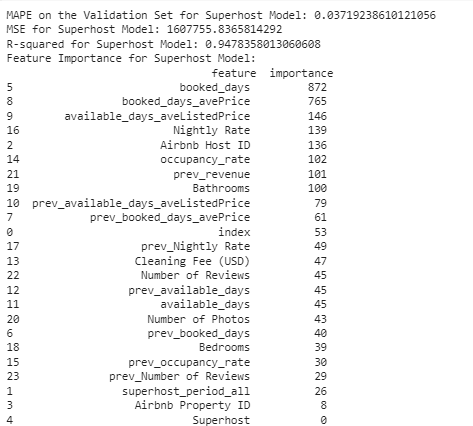 MAPE on the Validation Set for Superhost Model: 0.03719238610121056
MSE for Superhost Model: 1607755.8365814292
R-squared for Superhost Model: 0.9478358013060608
Feature Importance for Superhost Model:
feature importance
5 booked_days 872
8 booked_days_avePrice 765
9 available_days_aveListedPrice 146
16 Nightly Rate 139
2 Airbnb Host ID 136
14 occupancy_rate 102
21 prev_revenue 101
19 Bathrooms 100
10 prev_available_days_aveListedPrice 79
7 prev_booked_days_avePrice 61
0 index 53
17 prev_Nightly Rate 49
13 Cleaning Fee (USD) 47
22 Number of Reviews 45
12 prev_available_days 45
11 available_days 45
20 Number of Photos 43
6 prev_booked_days 40
18 Bedrooms 39
15 prev_occupancy_rate 30
23 prev_Number of Reviews 29
1 superhost_period_all 26
3 Airbnb Property ID 8
4 Superhost 0